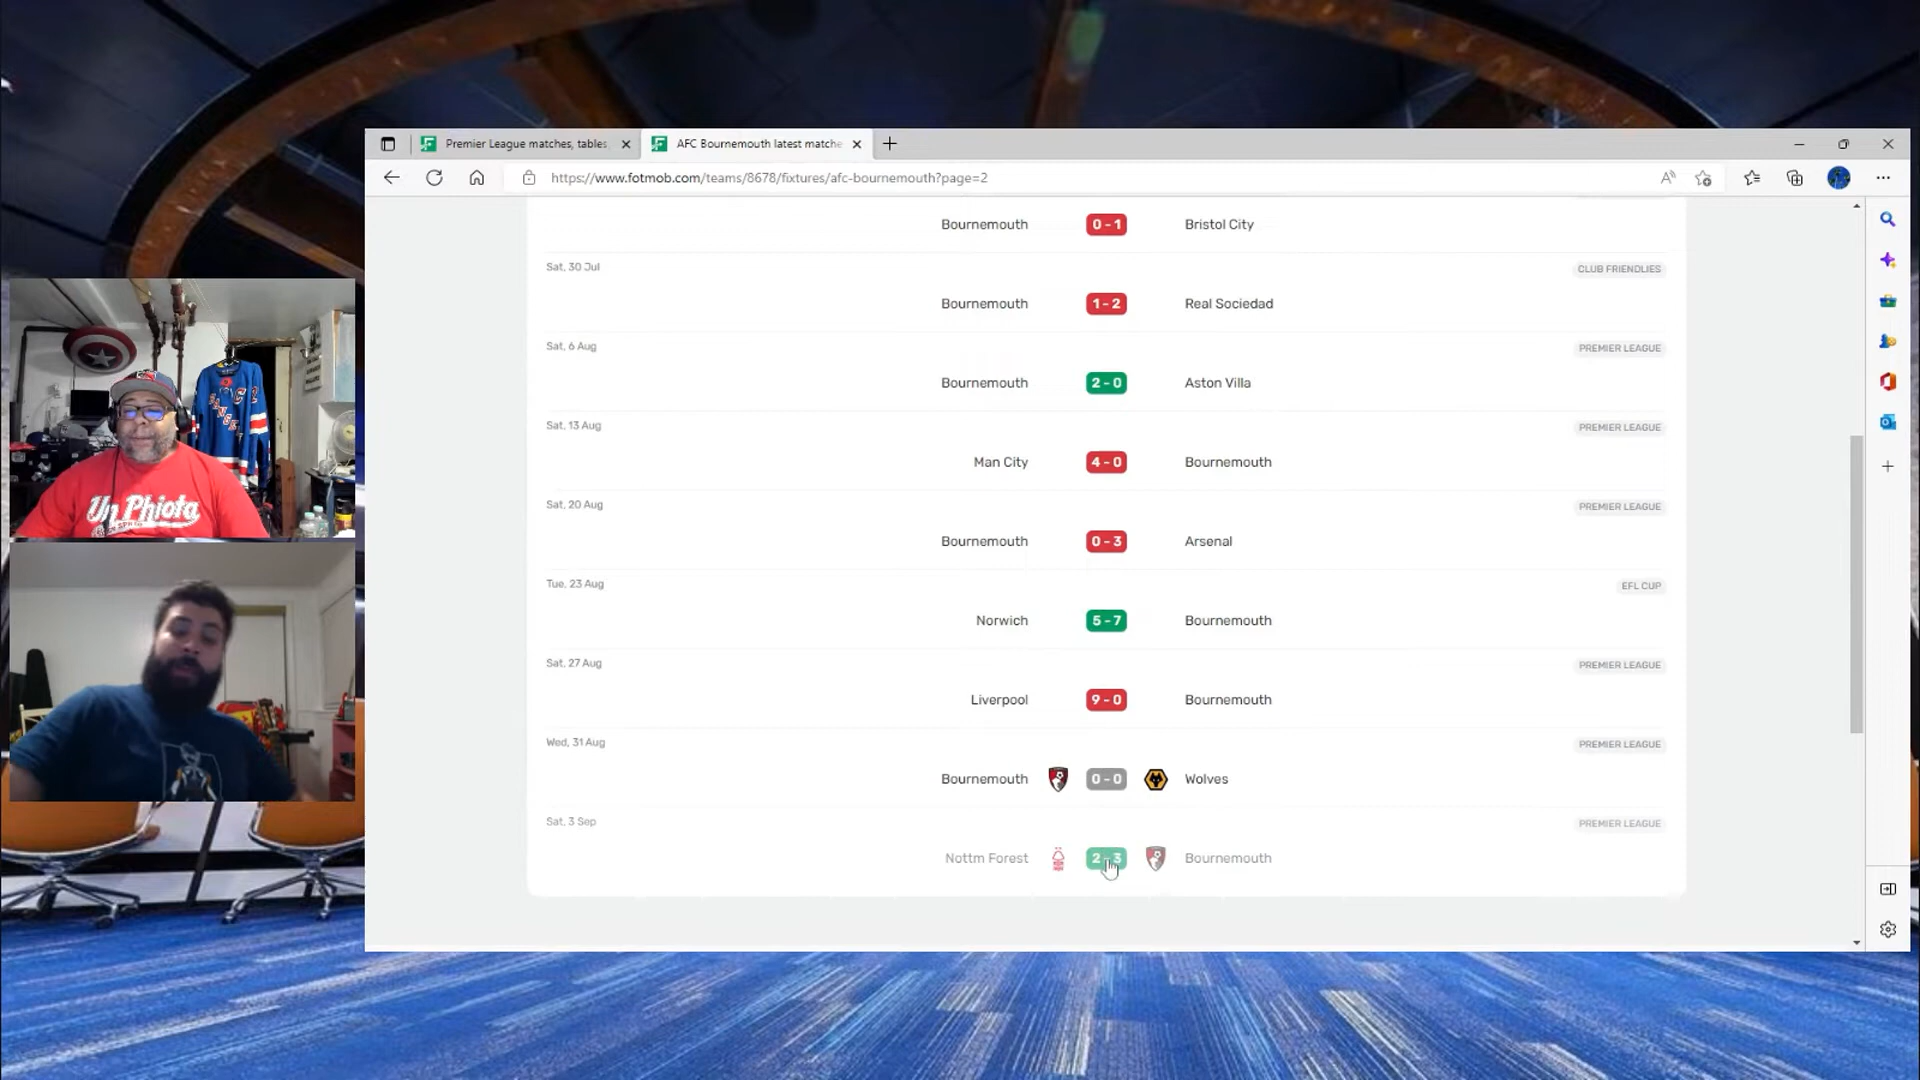 Premier League matches, tables
AFC Bournemouth latest matche
https://www.fotmob.com/teams/8678/fixtures/afc-bournemouth?page=2
Bournemouth 0 - 1 Bristol City
Sat, 30 Jul CLUB FRIENDLIES
Bournemouth 1 - 2 Real Sociedad
Sat, 6 Aug PREMIER LEAGUE
Bournemouth 2 - 0 Aston Villa
Sat, 13 Aug PREMIER LEAGUE
Man City 4 - 0 Bournemouth
Sat, 20 Aug PREMIER LEAGUE
Bournemouth 0 - 3 Arsenal
Tue, 23 Aug EFL CUP
Norwich 5 - 7 Bournemouth
Sat, 27 Aug PREMIER LEAGUE
Liverpool 9 - 0 Bournemouth
Wed, 31 Aug PREMIER LEAGUE
Bournemouth 0 - 0 Wolves
Sat, 3 Sep PREMIER LEAGUE
Nottm Forest 2 - 3 Bournemouth
Phiota